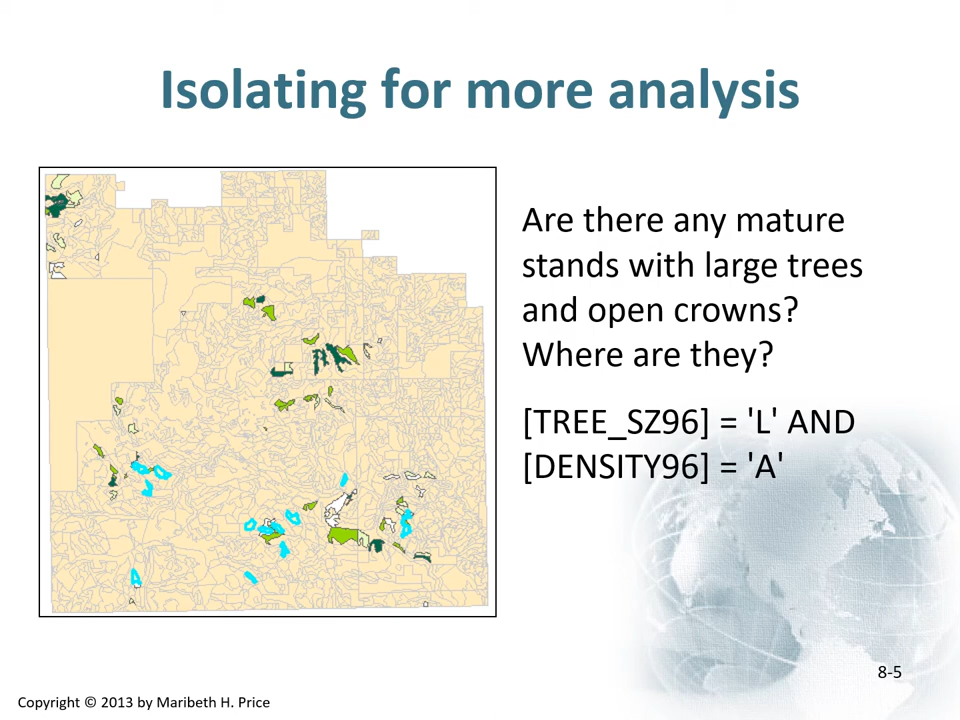 Isolating for more analysis
Are there any mature
stands with large trees
and open crowns?
Where are they?
[TREE_SZ96] = 'L' AND
[DENSITY96] = 'A'
8-5
Copyright © 2013 by Maribeth H. Price